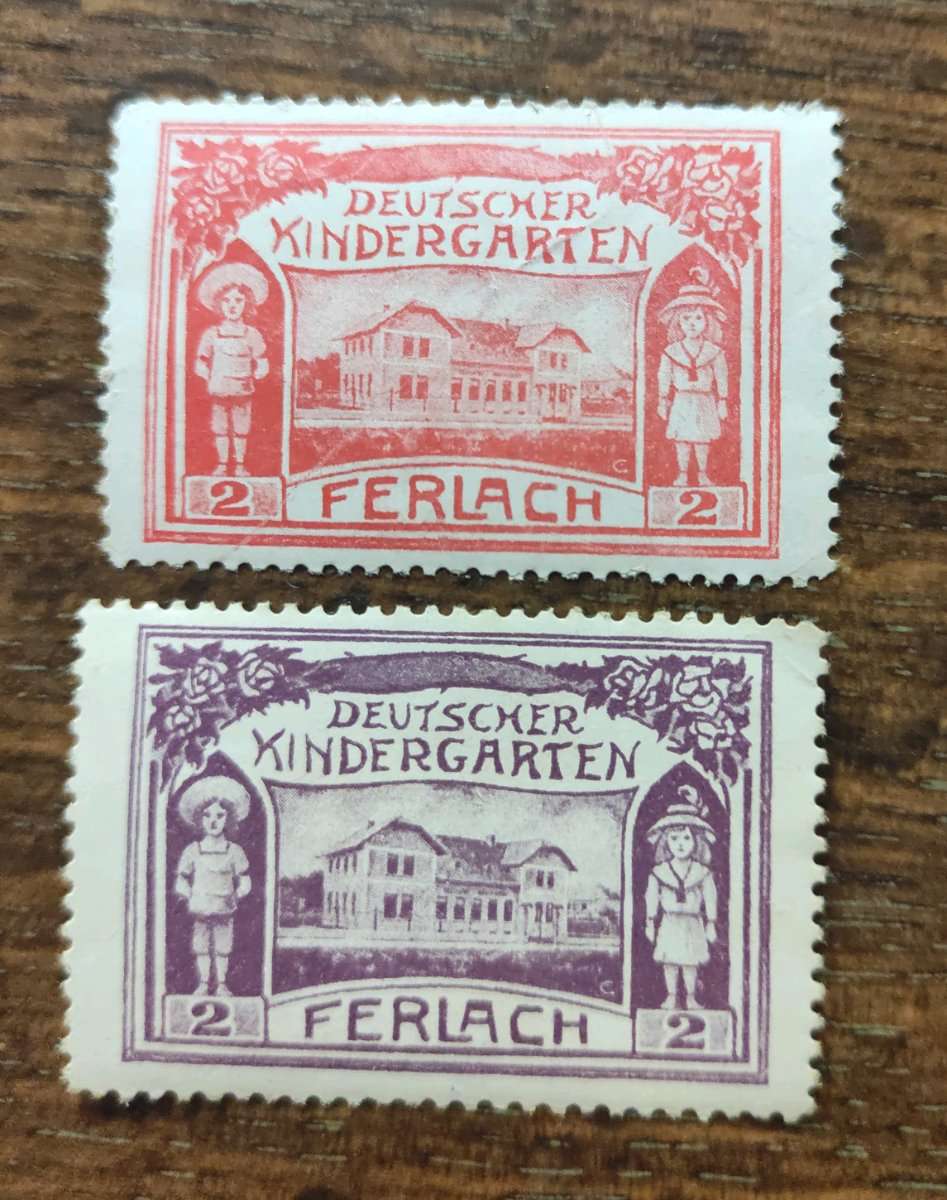 DEUTSCHER
KINDERGARTEN
C
2 FERLACH 2
DEUTSCHER
KINDERGARTEN
C
2 FERLACH 2